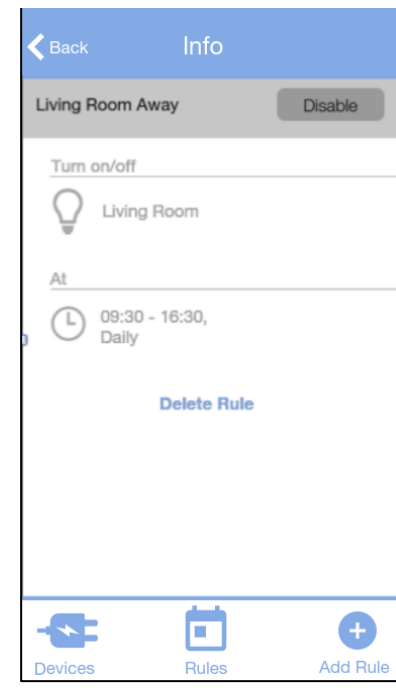 Back
Info
Living Room Away
Disable
Turn on/off
Living Room
At
09:30 - 16:30,
Daily
Delete Rule
Devices
Rules
Add Rule